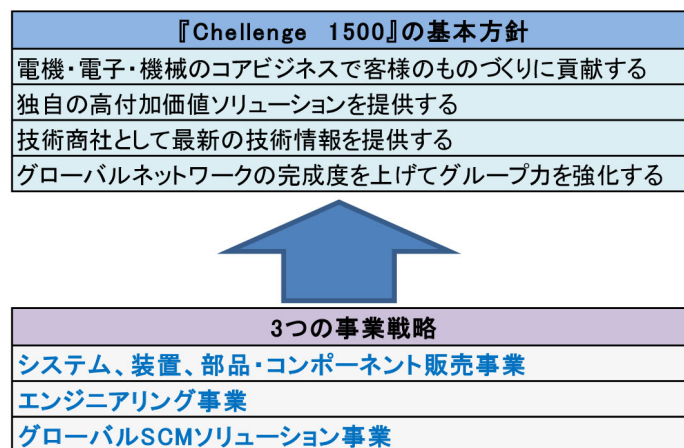 『Chellenge　1500』の基本方針
電機・電子・機械のコアビジネスで客様のものづくりに貢献する
独自の高付加価値ソリューションを提供する
技術商社として最新の技術情報を提供する
グローバルネットワークの完成度を上げてグループ力を強化する
3つの事業戦略
システム、装置、部品・コンポーネント販売事業
エンジニアリング事業
グローバルSCMソリューション事業